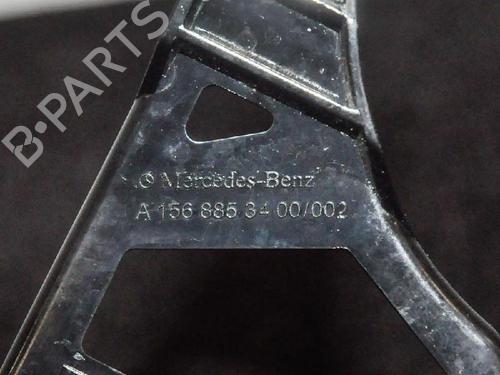 B-PARTS
Mercedes-Benz
A 156 885 34 00/002